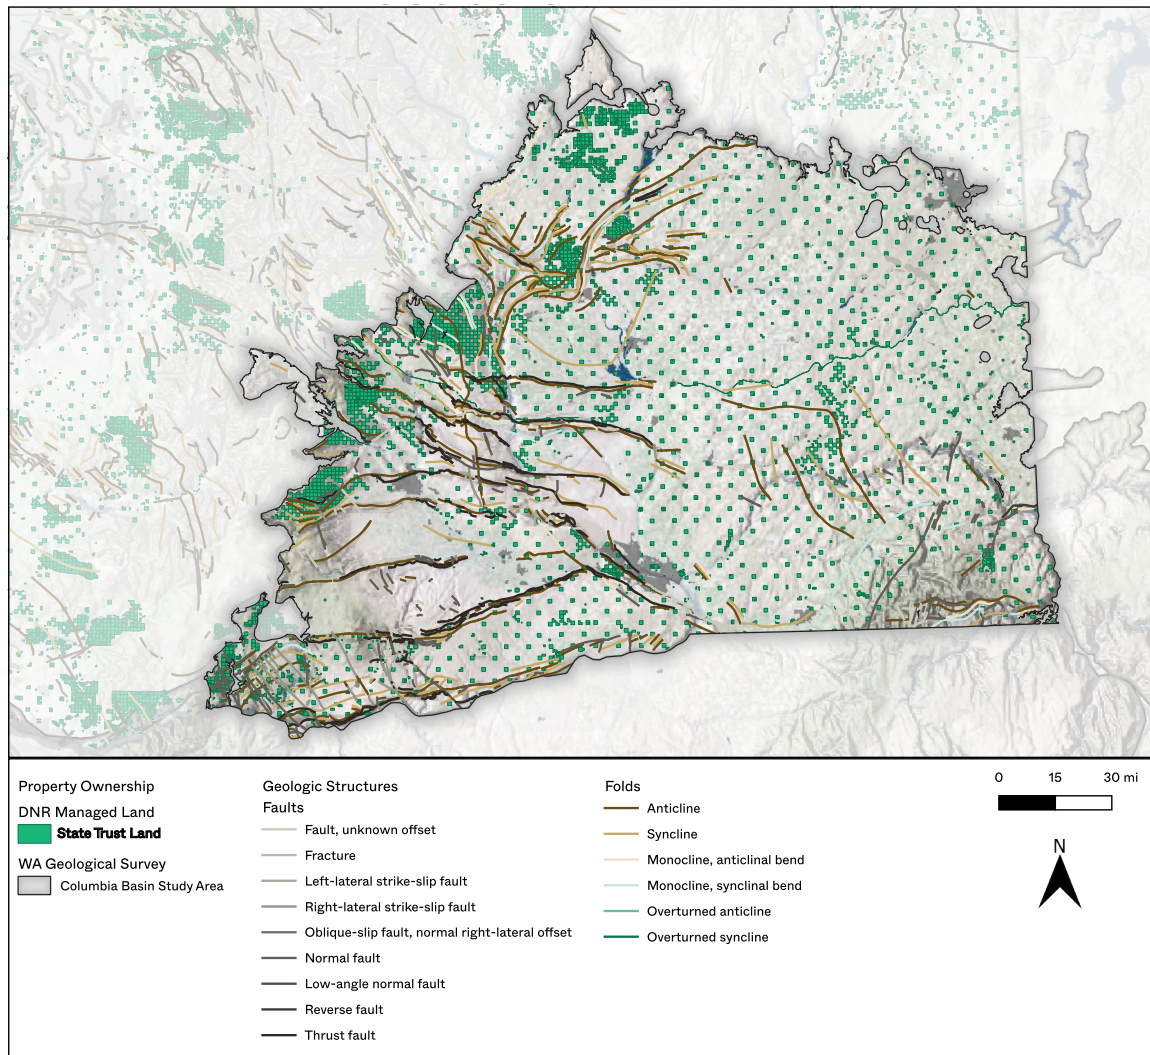 Property Ownership
DNR Managed Land
State Trust Land
WA Geological Survey
Columbia Basin Study Area
Geologic Structures
Faults
Fault, unknown offset
Fracture
Left-lateral strike-slip fault
Right-lateral strike-slip fault
Oblique-slip fault, normal right-lateral offset
Normal fault
Low-angle normal fault
Reverse fault
Thrust fault
Folds
Anticline
Syncline
Monocline, anticlinal bend
Monocline, synclinal bend
Overturned anticline
Overturned syncline
0 15 30 mi
N